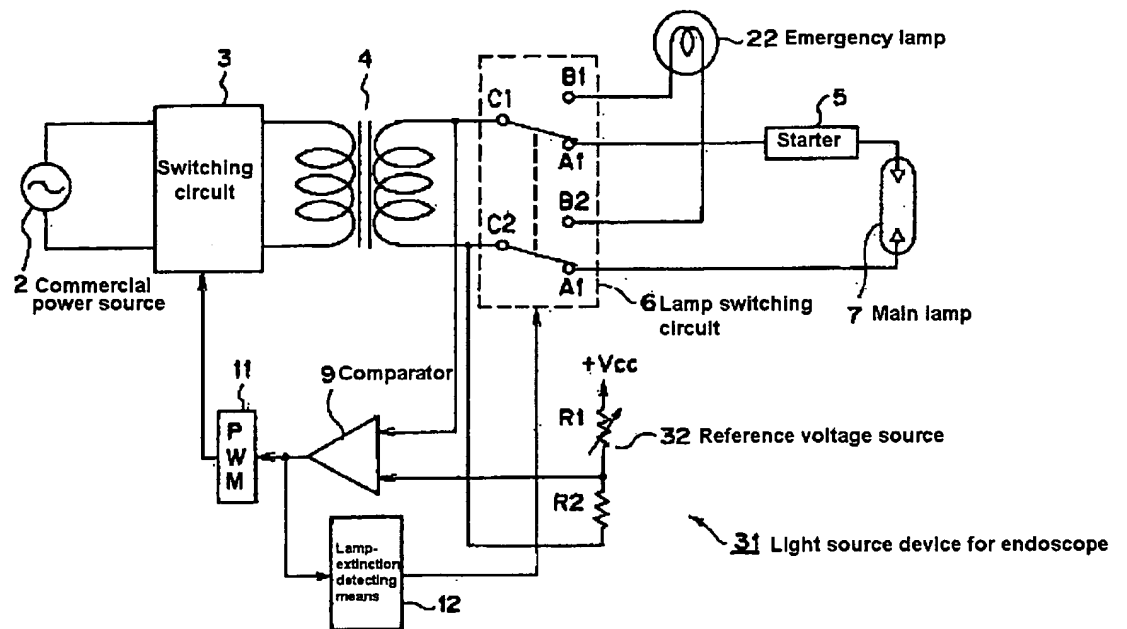 22 Emergency lamp
3
4
B1
C1
5
Starter
A1
Switching
circuit
B2
C2
A1
2 Commercial
power source
6 Lamp switching
circuit
7 Main lamp
11
9 Comparator
+Vcc
R1
32 Reference voltage source
P
W
M
R2
31 Light source device for endoscope
Lamp-
extinction
detecting
means
12